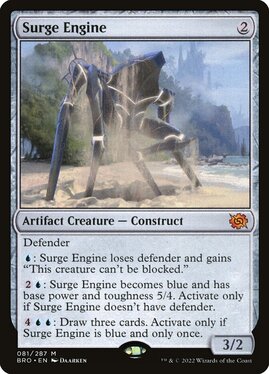 Surge Engine 2
Artifact Creature — Construct
Defender
: Surge Engine loses defender and gains
“This creature can't be blocked.”
2 : Surge Engine becomes blue and has
base power and toughness 5/4. Activate only
if Surge Engine doesn't have defender.
4 : Draw three cards. Activate only if
Surge Engine is blue and only once.
3/2
081/287 M
BRO • EN DAARKEN
™ & © 2022 Wizards of the Coast